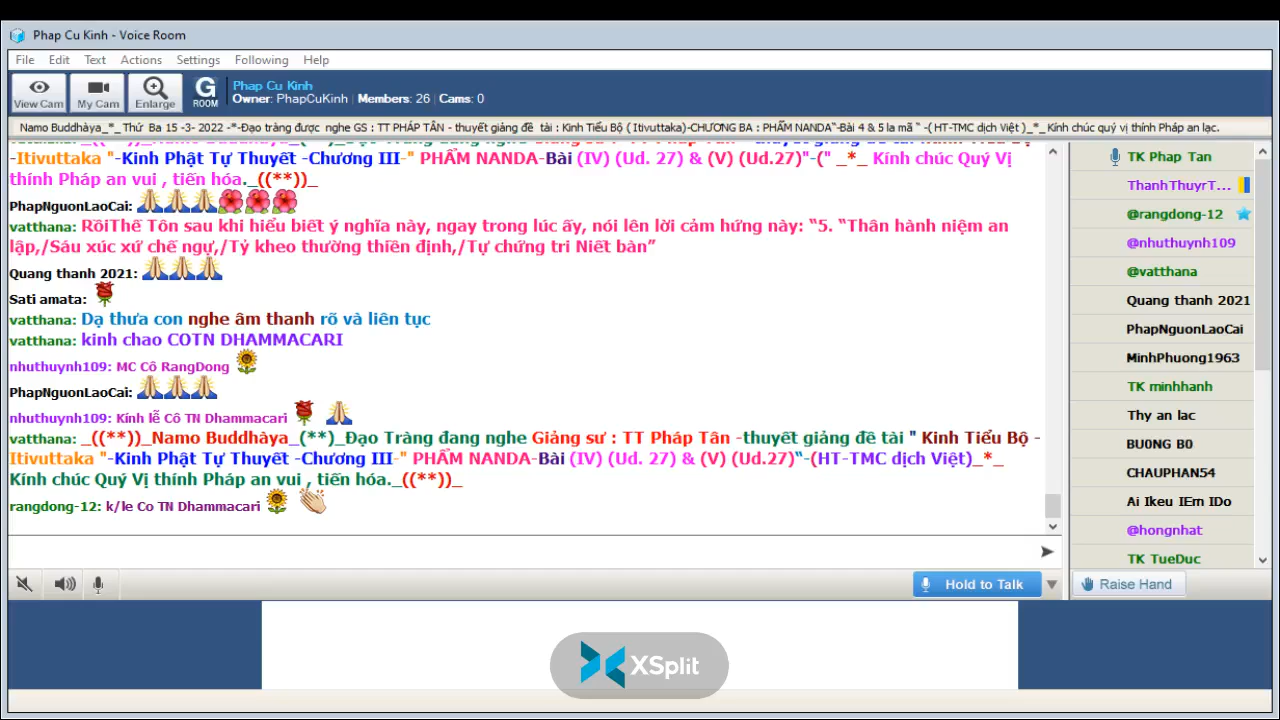 Phap Cu Kinh - Voice Room
File Edit Text Actions Settings Following Help
View Cam My Cam Enlarge G ROOM
Phap Cu Kinh
Owner: PhapCuKinh | Members: 26 | Cams: 0
Namo Buddhàya_*_ Thứ Ba 15 -3- 2022 -*-Đạo tràng được nghe GS : TT PHÁP TÂN - thuyết giảng đề tài : Kinh Tiểu Bộ ( Itivuttaka)-CHƯƠNG BA : PHẨM NANDA“-Bài 4 & 5 la mã “ -( HT-TMC dịch Việt )_*_ Kính chúc quý vị thính Pháp an lạc.
-Itivuttaka "-Kinh Phật Tự Thuyết -Chương III-" PHẨM NANDA-Bài (IV) (Ud. 27) & (V) (Ud.27)"-(" _*_ Kính chúc Quý Vị
thính Pháp an vui , tiến hóa._((**))_
PhapNguonLaoCai:
vatthana: RồiThế Tôn sau khi hiểu biết ý nghĩa này, ngay trong lúc ấy, nói lên lời cảm hứng này: “5. “Thân hành niệm an
lập,/Sáu xúc xứ chế ngự,/Tỷ kheo thường thiền định,/Tự chứng tri Niết bàn”
Quang thanh 2021:
Sati amata:
vatthana: Dạ thưa con nghe âm thanh rõ và liên tục
vatthana: kinh chao COTN DHAMMACARI
nhuthuynh109: MC Cô RangDong
PhapNguonLaoCai:
nhuthuynh109: Kính lễ Cô TN Dhammacari
vatthana: _((**))_Namo Buddhàya_(**)_Đạo Tràng đang nghe Giảng sư : TT Pháp Tân -thuyết giảng đề tài " Kinh Tiểu Bộ -
Itivuttaka "-Kinh Phật Tự Thuyết -Chương III-" PHẨM NANDA-Bài (IV) (Ud. 27) & (V) (Ud.27)“-(HT-TMC dịch Việt)_*_
Kính chúc Quý Vị thính Pháp an vui , tiến hóa._((**))_
rangdong-12: k/le Co TN Dhammacari
Hold to Talk
TK Phap Tan
ThanhThuyrT...
@rangdong-12
@nhuthuynh109
@vatthana
Quang thanh 2021
PhapNguonLaoCai
MinhPhuong1963
TK minhhanh
Thy an lac
BU0NG B0
CHAUPHAN54
Ai Ikeu IEm IDo
@hongnhat
TK TueDuc
Raise Hand
XSplit